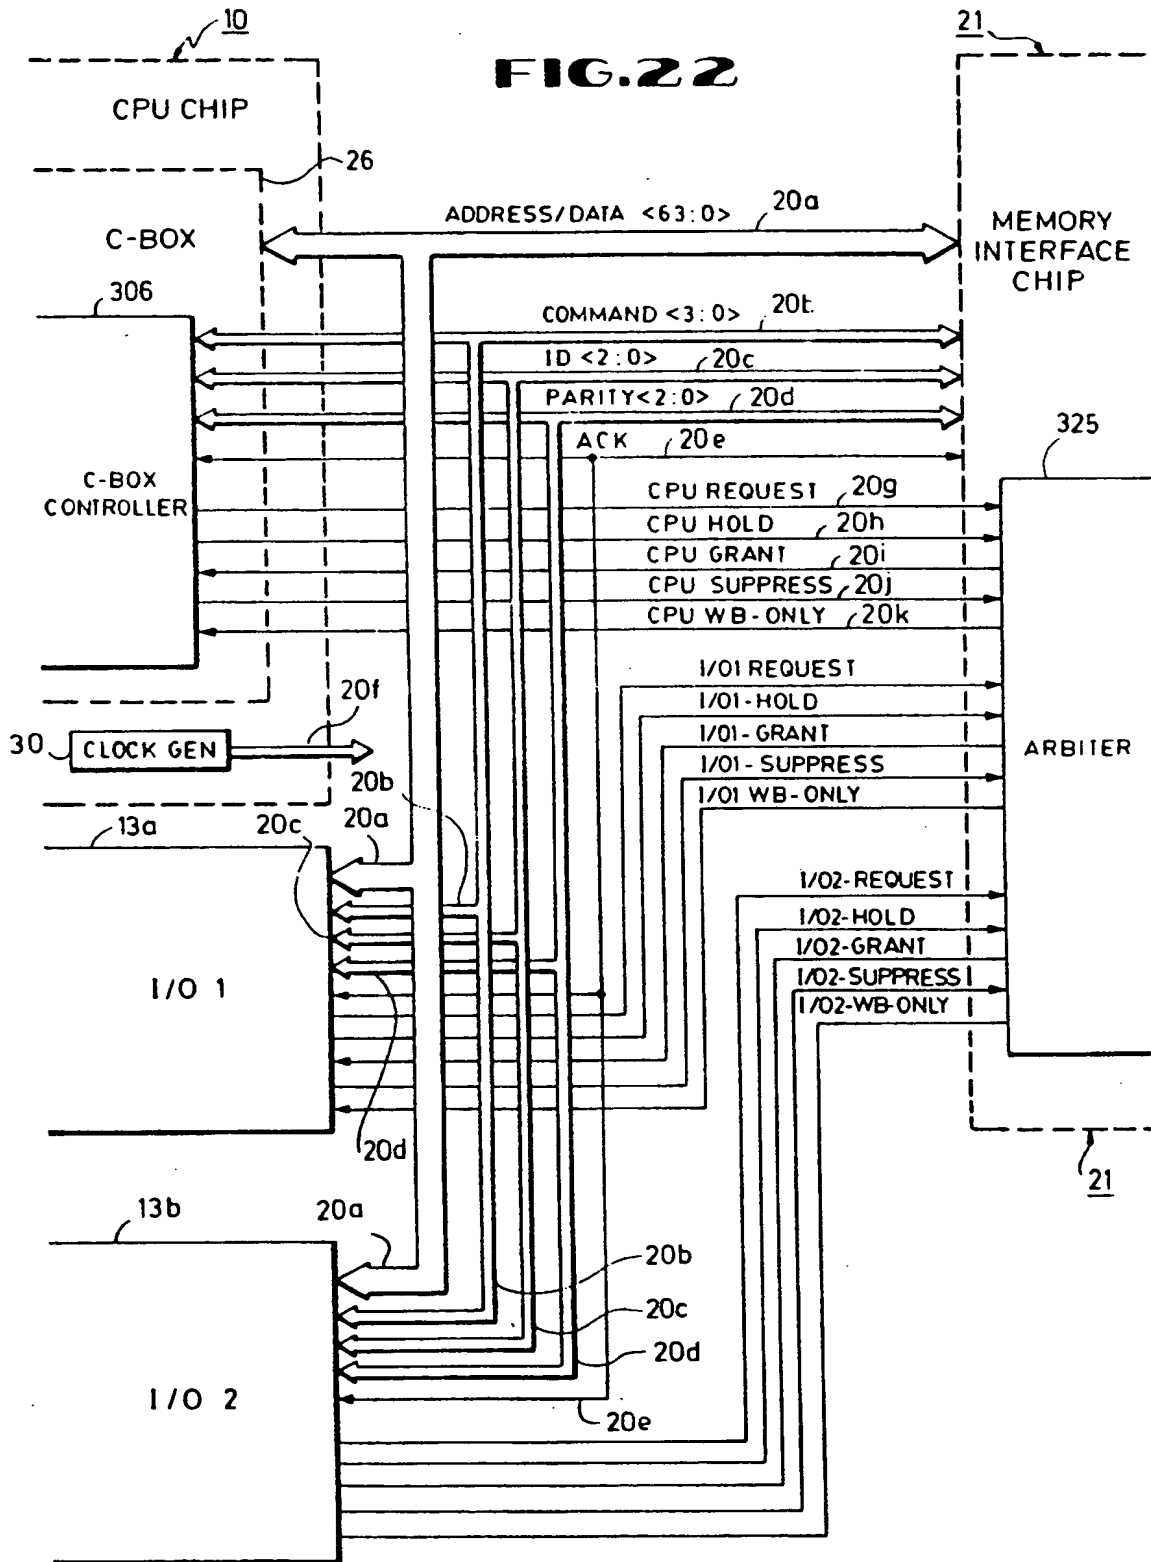 10
21
FIG.22
CPU CHIP
26
ADDRESS/DATA <63:0>
20a
C-BOX
MEMORY
INTERFACE
CHIP
306
COMMAND <3:0>
20t.
ID <2:0>
20c
PARITY<2:0>
20d
ACK
20e
325
C-BOX
CONTROLLER
CPU REQUEST
20g
CPU HOLD
20h
CPU GRANT
20i
CPU SUPPRESS
20j
CPU WB-ONLY
20k
I/O1 REQUEST
I/O1-HOLD
I/O1-GRANT
I/O1-SUPPRESS
I/O1 WB-ONLY
ARBITER
20f
30
CLOCK GEN
20b
13a
20c
20a
I/O2-REQUEST
I/O2-HOLD
I/O2-GRANT
I/O2-SUPPRESS
I/O2-WB-ONLY
I/O 1
20d
21
13b
20a
20b
20c
20d
I/O 2
20e